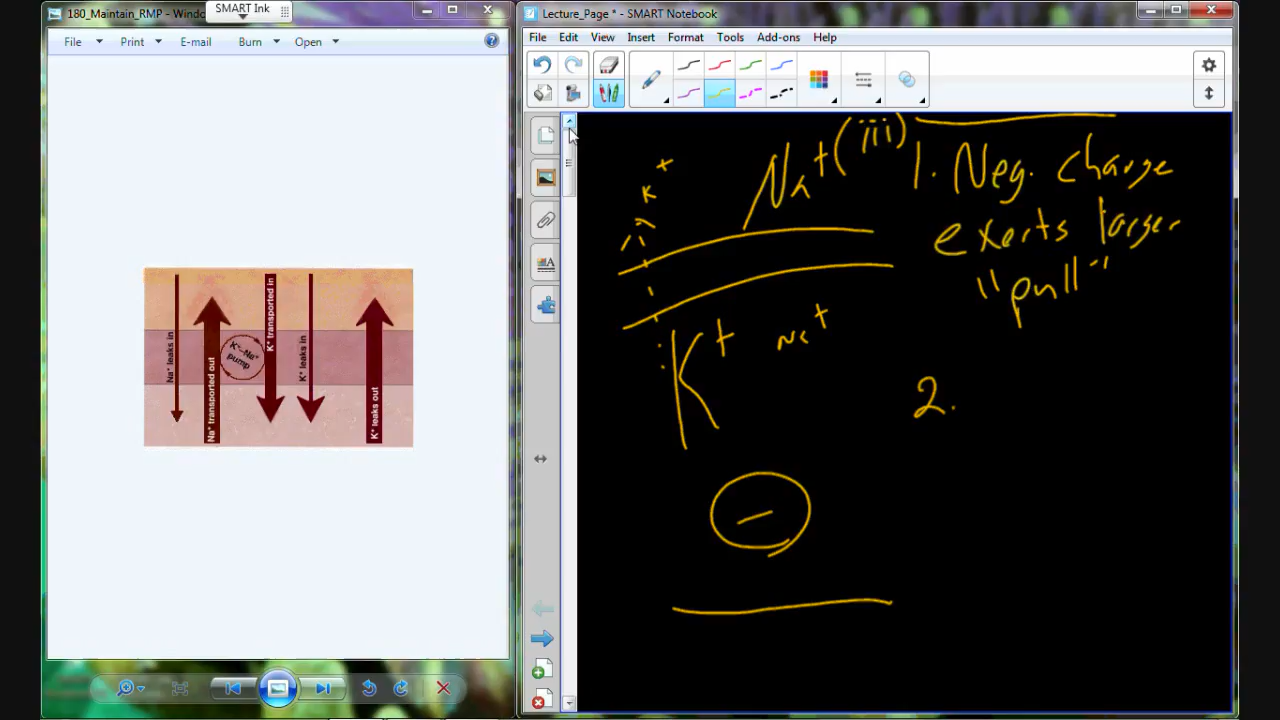 180_Maintain_RMP - Windc
SMART Ink
File
Print
E-mail
Burn
Open
Na⁺ leaks in
Na⁺ transported out
K⁺–Na⁺
pump
K⁺ transported in
K⁺ leaks in
K⁺ leaks out
Lecture_Page * - SMART Notebook
File
Edit
View
Insert
Format
Tools
Add-ons
Help
K +
Na+ (iii)
1. Neg. charge
exerts larger
"pull"
K+ Na+
2.
−